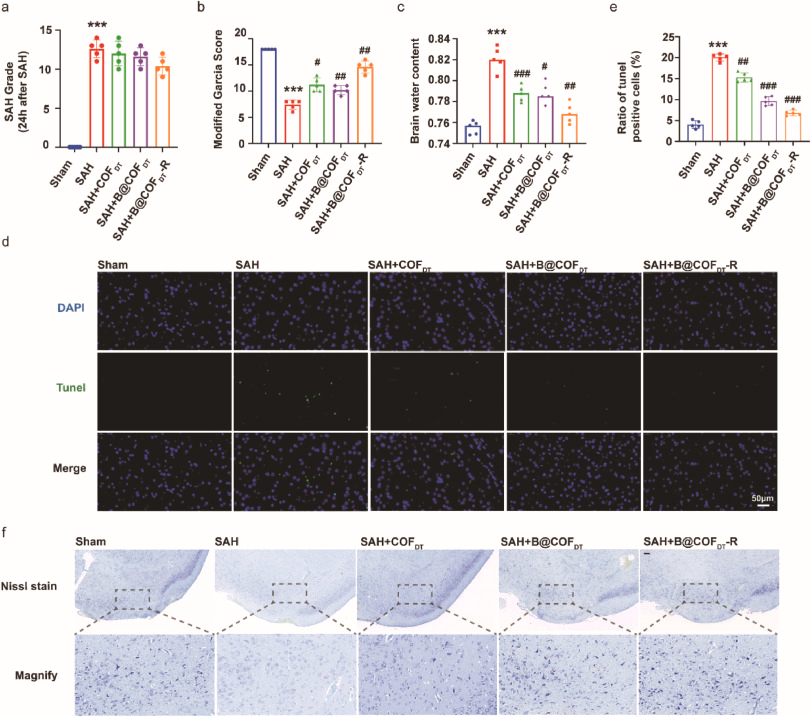 a
SAH Grade
(24h after SAH)
15
10
5
0
***
Sham
SAH
SAH+COFDT
SAH+B@COFDT
SAH+B@COFDT-R
b
Modified Garcia Score
20
15
10
5
0
***
#
##
##
Sham
SAH
SAH+COFDT
SAH+B@COFDT
SAH+B@COFDT-R
c
Brain water content
0.84
0.82
0.80
0.78
0.76
0.74
***
###
#
##
Sham
SAH
SAH+COFDT
SAH+B@COFDT
SAH+B@COFDT-R
e
Ratio of tunel
positive cells (%)
25
20
15
10
5
0
***
##
###
###
Sham
SAH
SAH+COFDT
SAH+B@COFDT
SAH+B@COFDT-R
d
Sham SAH SAH+COFDT SAH+B@COFDT SAH+B@COFDT-R
DAPI
Tunel
Merge
50μm
f
Sham SAH SAH+COFDT SAH+B@COFDT SAH+B@COFDT-R
Nissl stain
Magnify